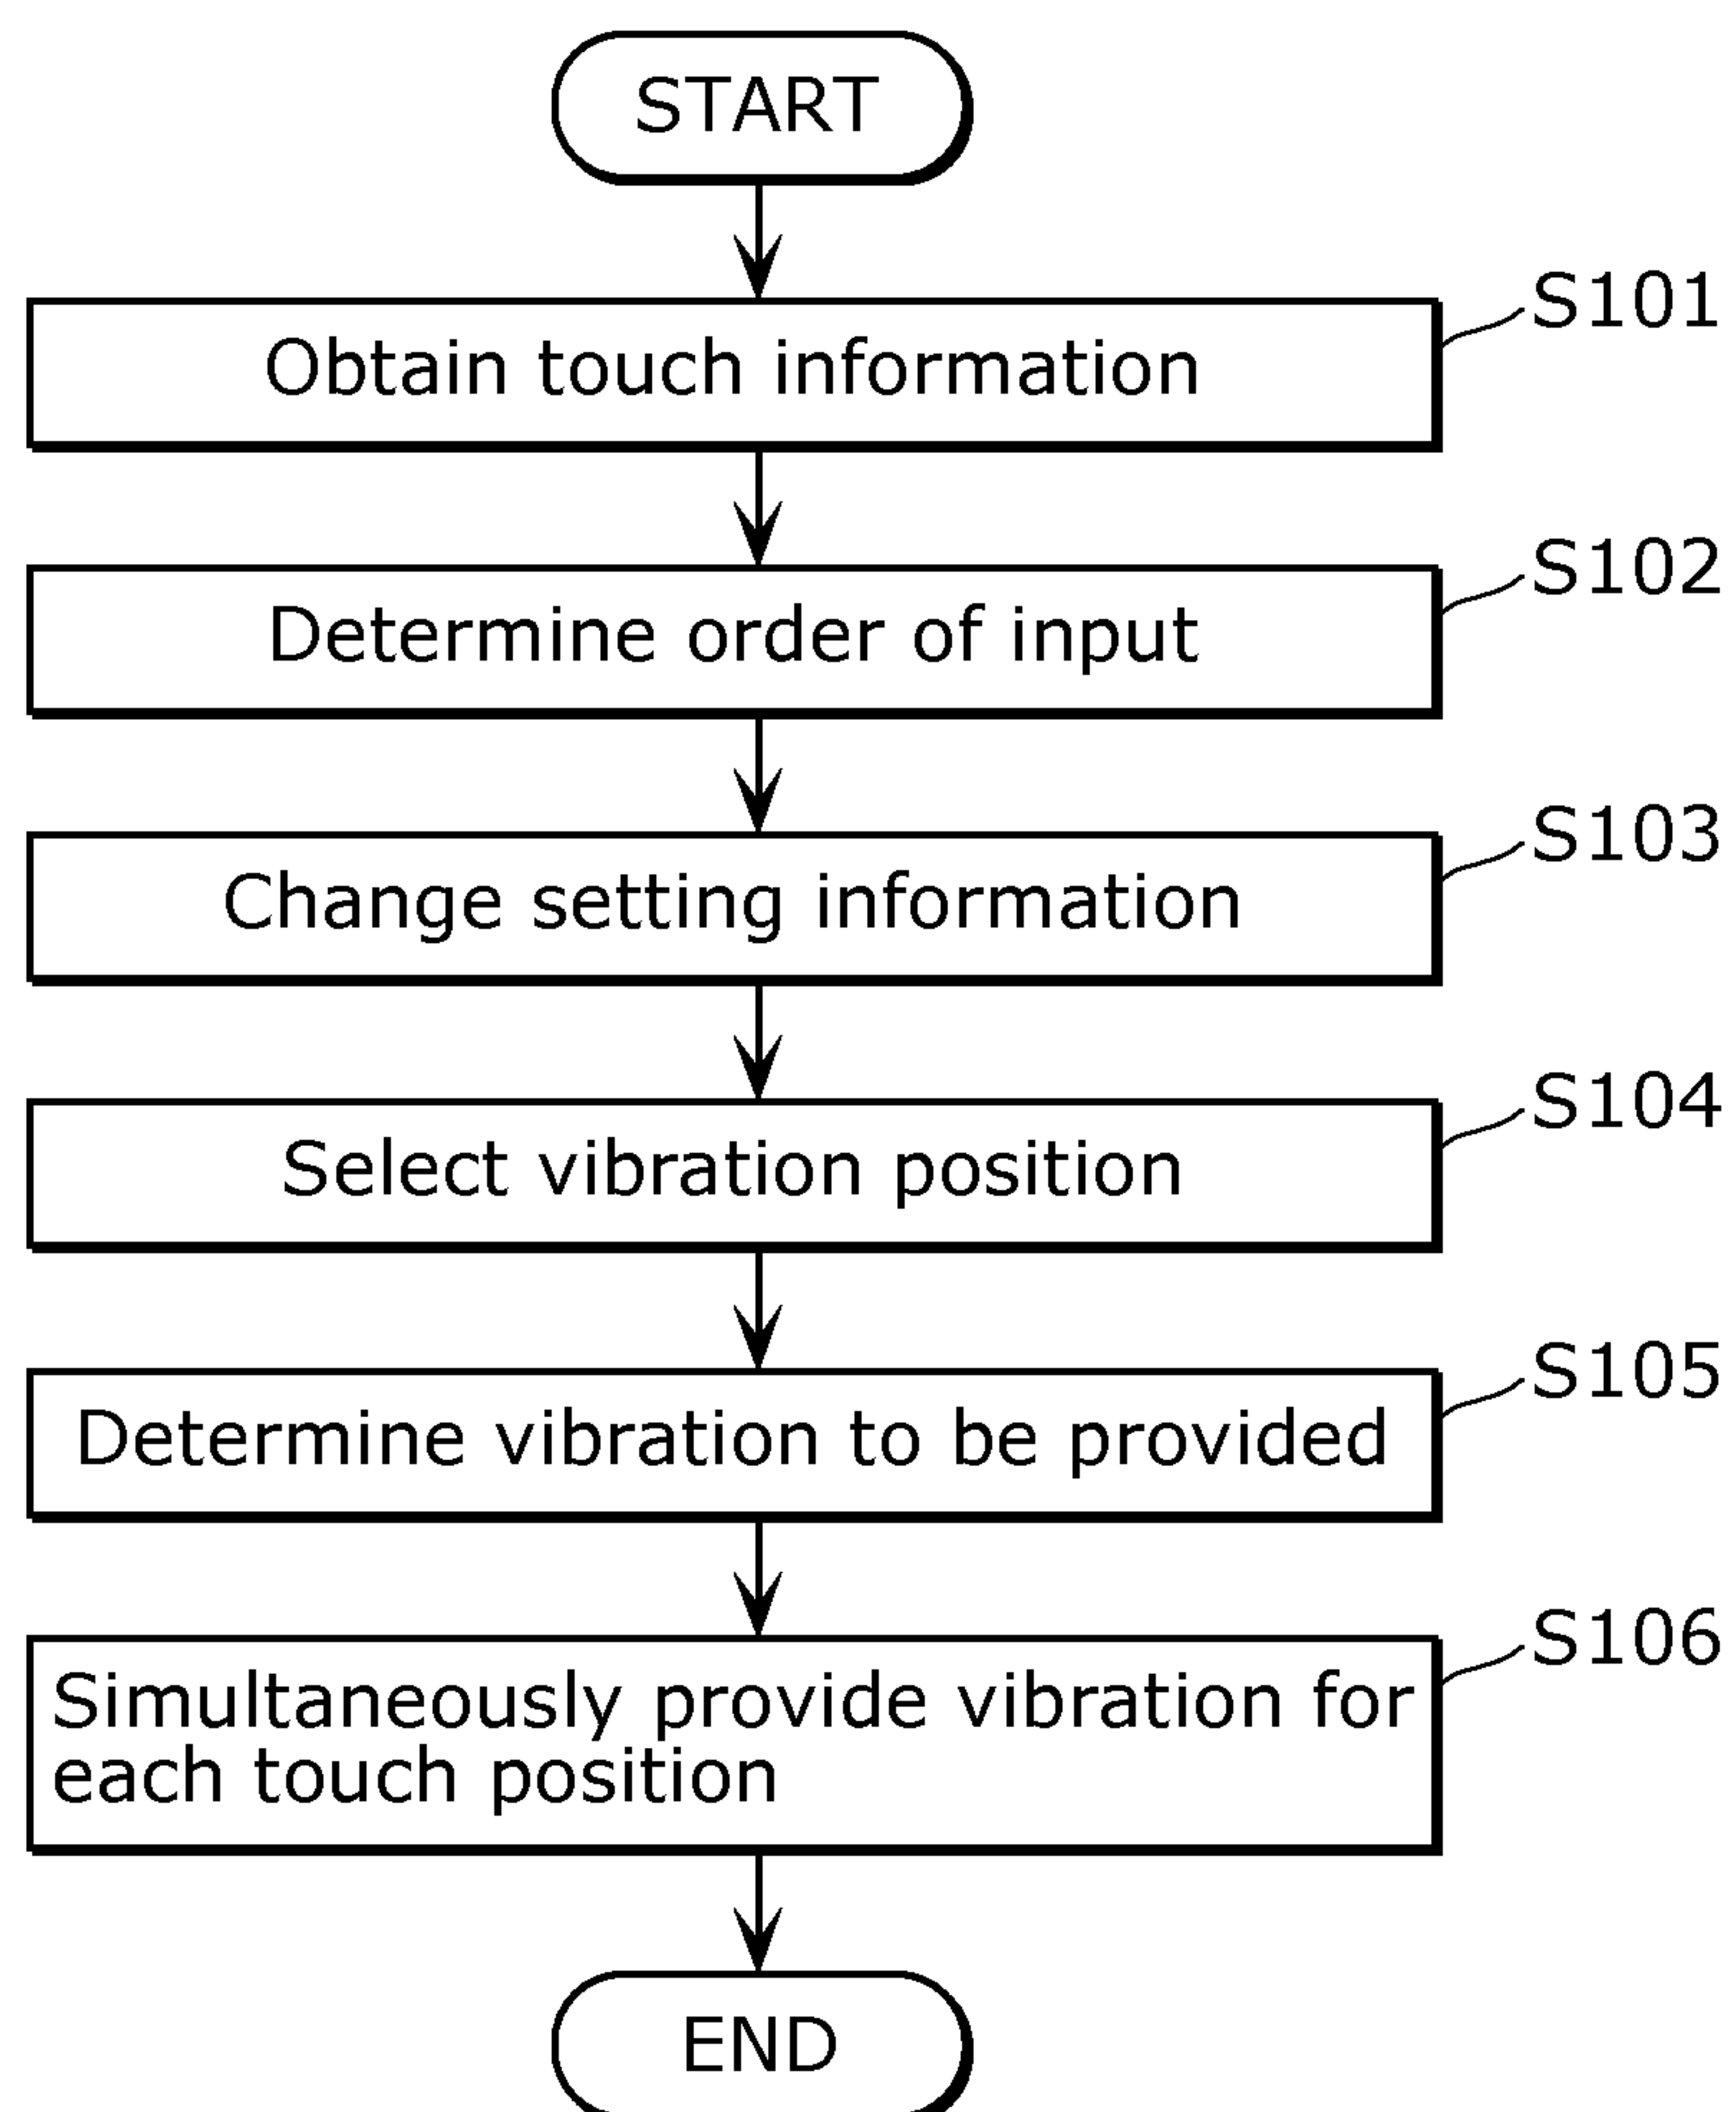 START
S101
Obtain touch information
S102
Determine order of input
S103
Change setting information
S104
Select vibration position
S105
Determine vibration to be provided
S106
Simultaneously provide vibration for
each touch position
END